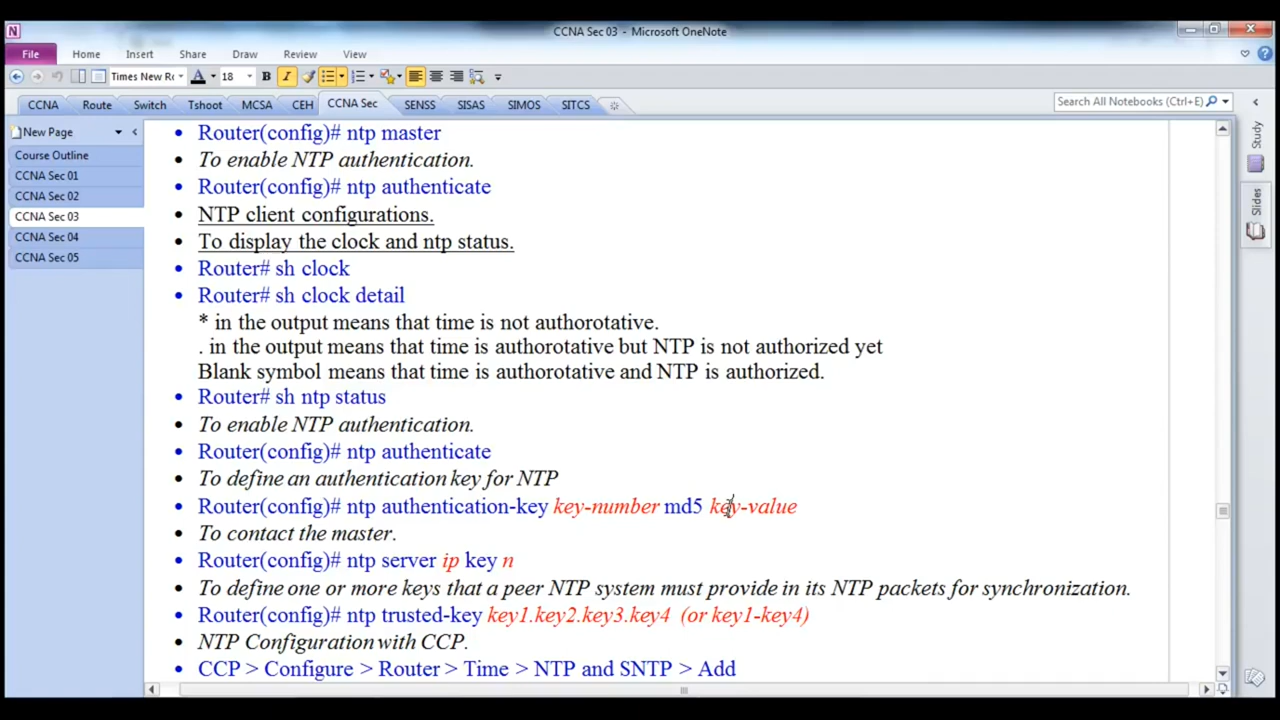 CCNA Sec 03 - Microsoft OneNote
File Home Insert Share Draw Review View
Times New Rc 18 B I
CCNA Route Switch Tshoot MCSA CEH CCNA Sec SENSS SISAS SIMOS SITCS Search All Notebooks (Ctrl+E)
New Page
Course Outline
CCNA Sec 01
CCNA Sec 02
CCNA Sec 03
CCNA Sec 04
CCNA Sec 05
• Router(config)# ntp master
• To enable NTP authentication.
• Router(config)# ntp authenticate
• NTP client configurations.
• To display the clock and ntp status.
• Router# sh clock
• Router# sh clock detail
* in the output means that time is not authorotative.
. in the output means that time is authorotative but NTP is not authorized yet
Blank symbol means that time is authorotative and NTP is authorized.
• Router# sh ntp status
• To enable NTP authentication.
• Router(config)# ntp authenticate
• To define an authentication key for NTP
• Router(config)# ntp authentication-key key-number md5 key-value
• To contact the master.
• Router(config)# ntp server ip key n
• To define one or more keys that a peer NTP system must provide in its NTP packets for synchronization.
• Router(config)# ntp trusted-key key1.key2.key3.key4 (or key1-key4)
• NTP Configuration with CCP.
• CCP > Configure > Router > Time > NTP and SNTP > Add
Study
Slides